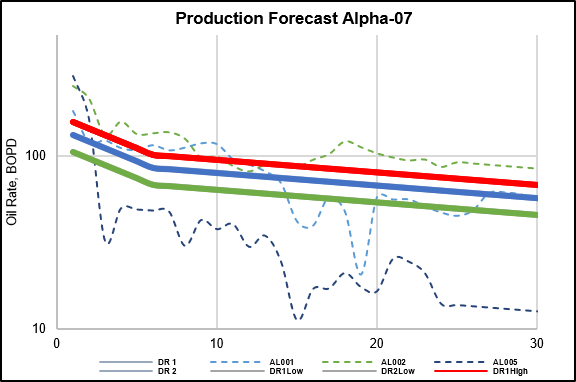 Production Forecast Alpha-07
Oil Rate, BOPD
100
10
0 10 20 30
DR 1 AL001 AL002 AL005
DR 2 DR1Low DR2Low DR1High